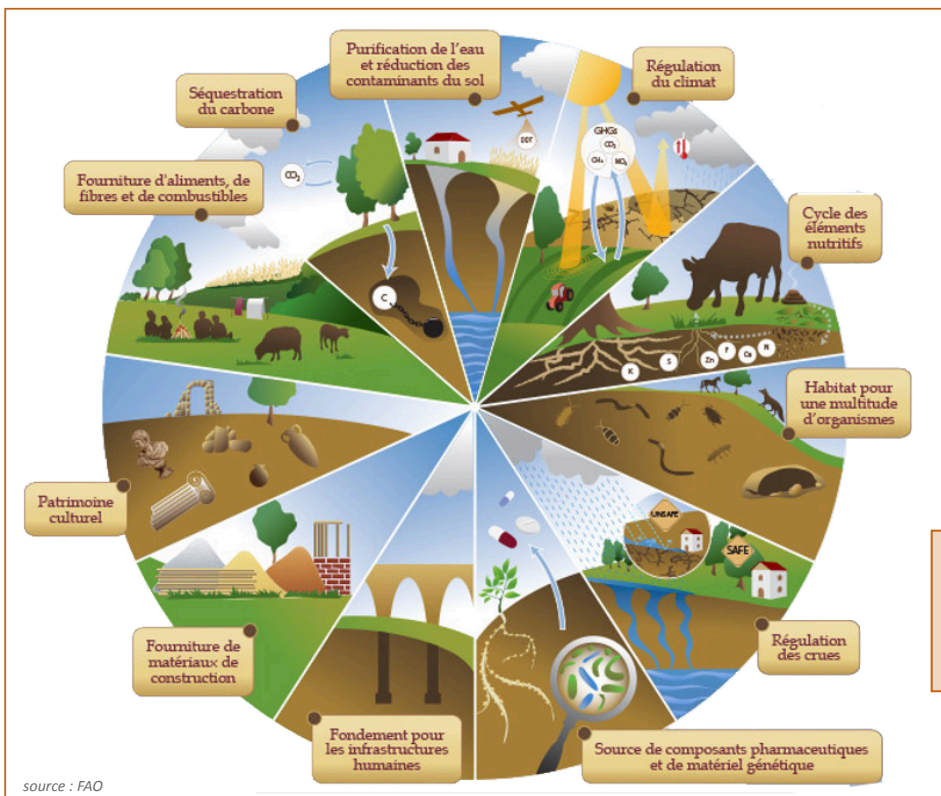 Purification de l'eau
et réduction des
contaminants du sol
Régulation
du climat
Séquestration
du carbone
Fourniture d'aliments, de
fibres et de combustibles
Cycle des
éléments
nutritifs
Habitat pour
une multitude
d'organismes
Patrimoine
culturel
Régulation
des crues
Fourniture de
matériaux de
construction
Fondement pour
les infrastructures
humaines
Source de composants pharmaceutiques
et de matériel génétique
CO2
C
DDT
GHGs
CO2
CH4
K
S
Zn
P
Ca
N
UNSAFE
SAFE
source : FAO